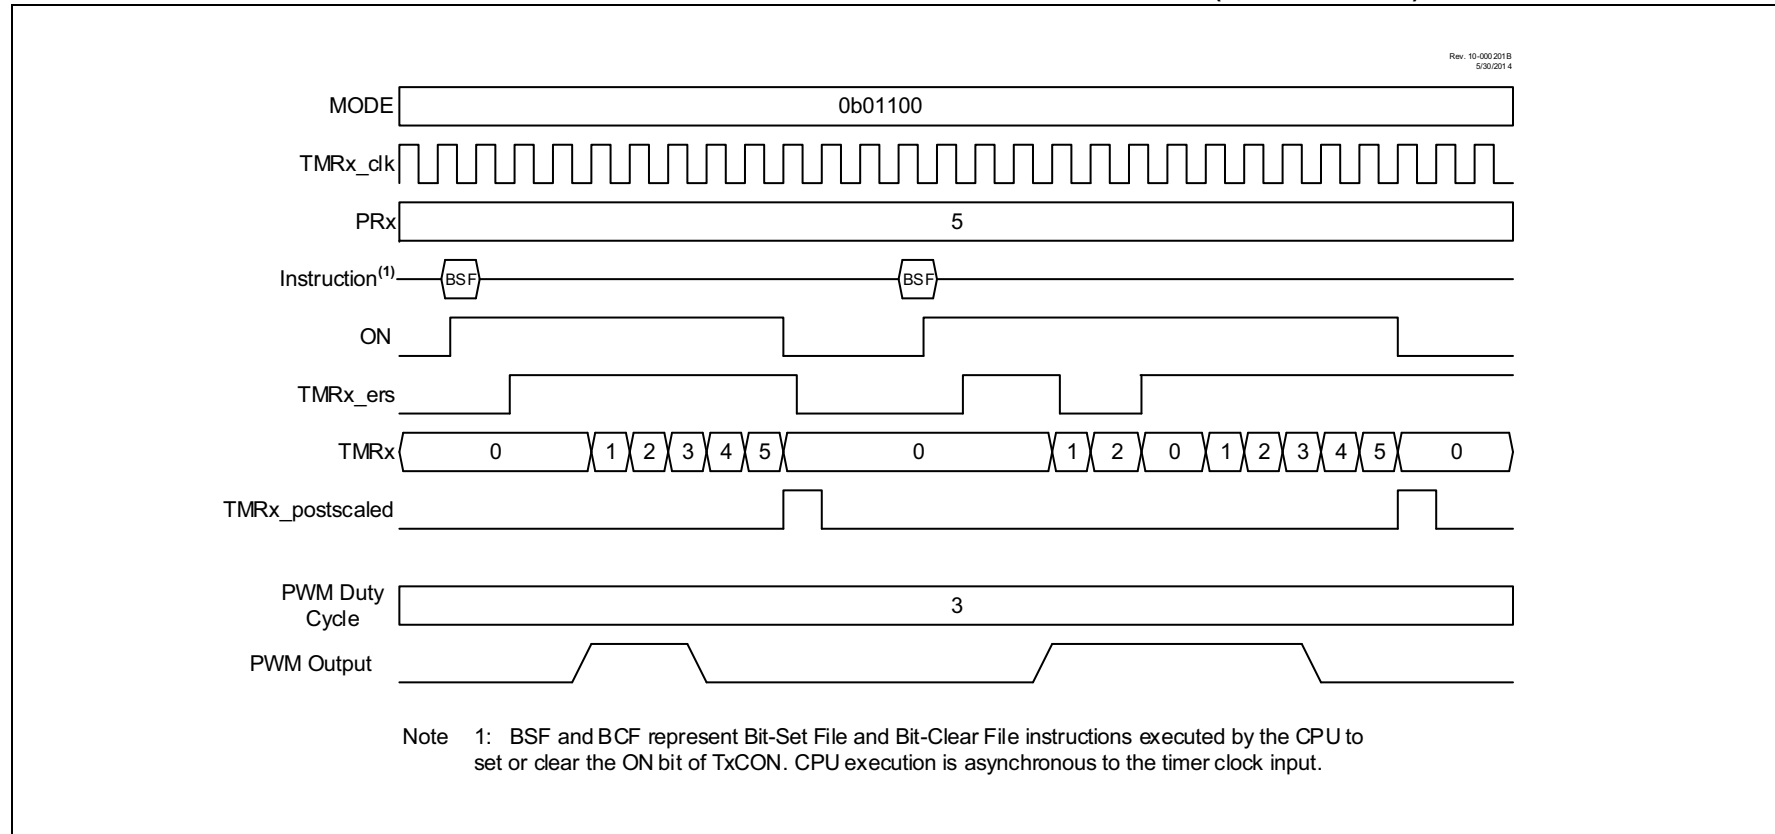 Rev. 10-000201B
5/30/2014
MODE 0b01100
TMRx_clk
PRx 5
Instruction(1) BSF BSF
ON
TMRx_ers
TMRx 0 1 2 3 4 5 0 1 2 0 1 2 3 4 5 0
TMRx_postscaled
PWM Duty
Cycle 3
PWM Output
Note 1: BSF and BCF represent Bit-Set File and Bit-Clear File instructions executed by the CPU to
set or clear the ON bit of TxCON. CPU execution is asynchronous to the timer clock input.